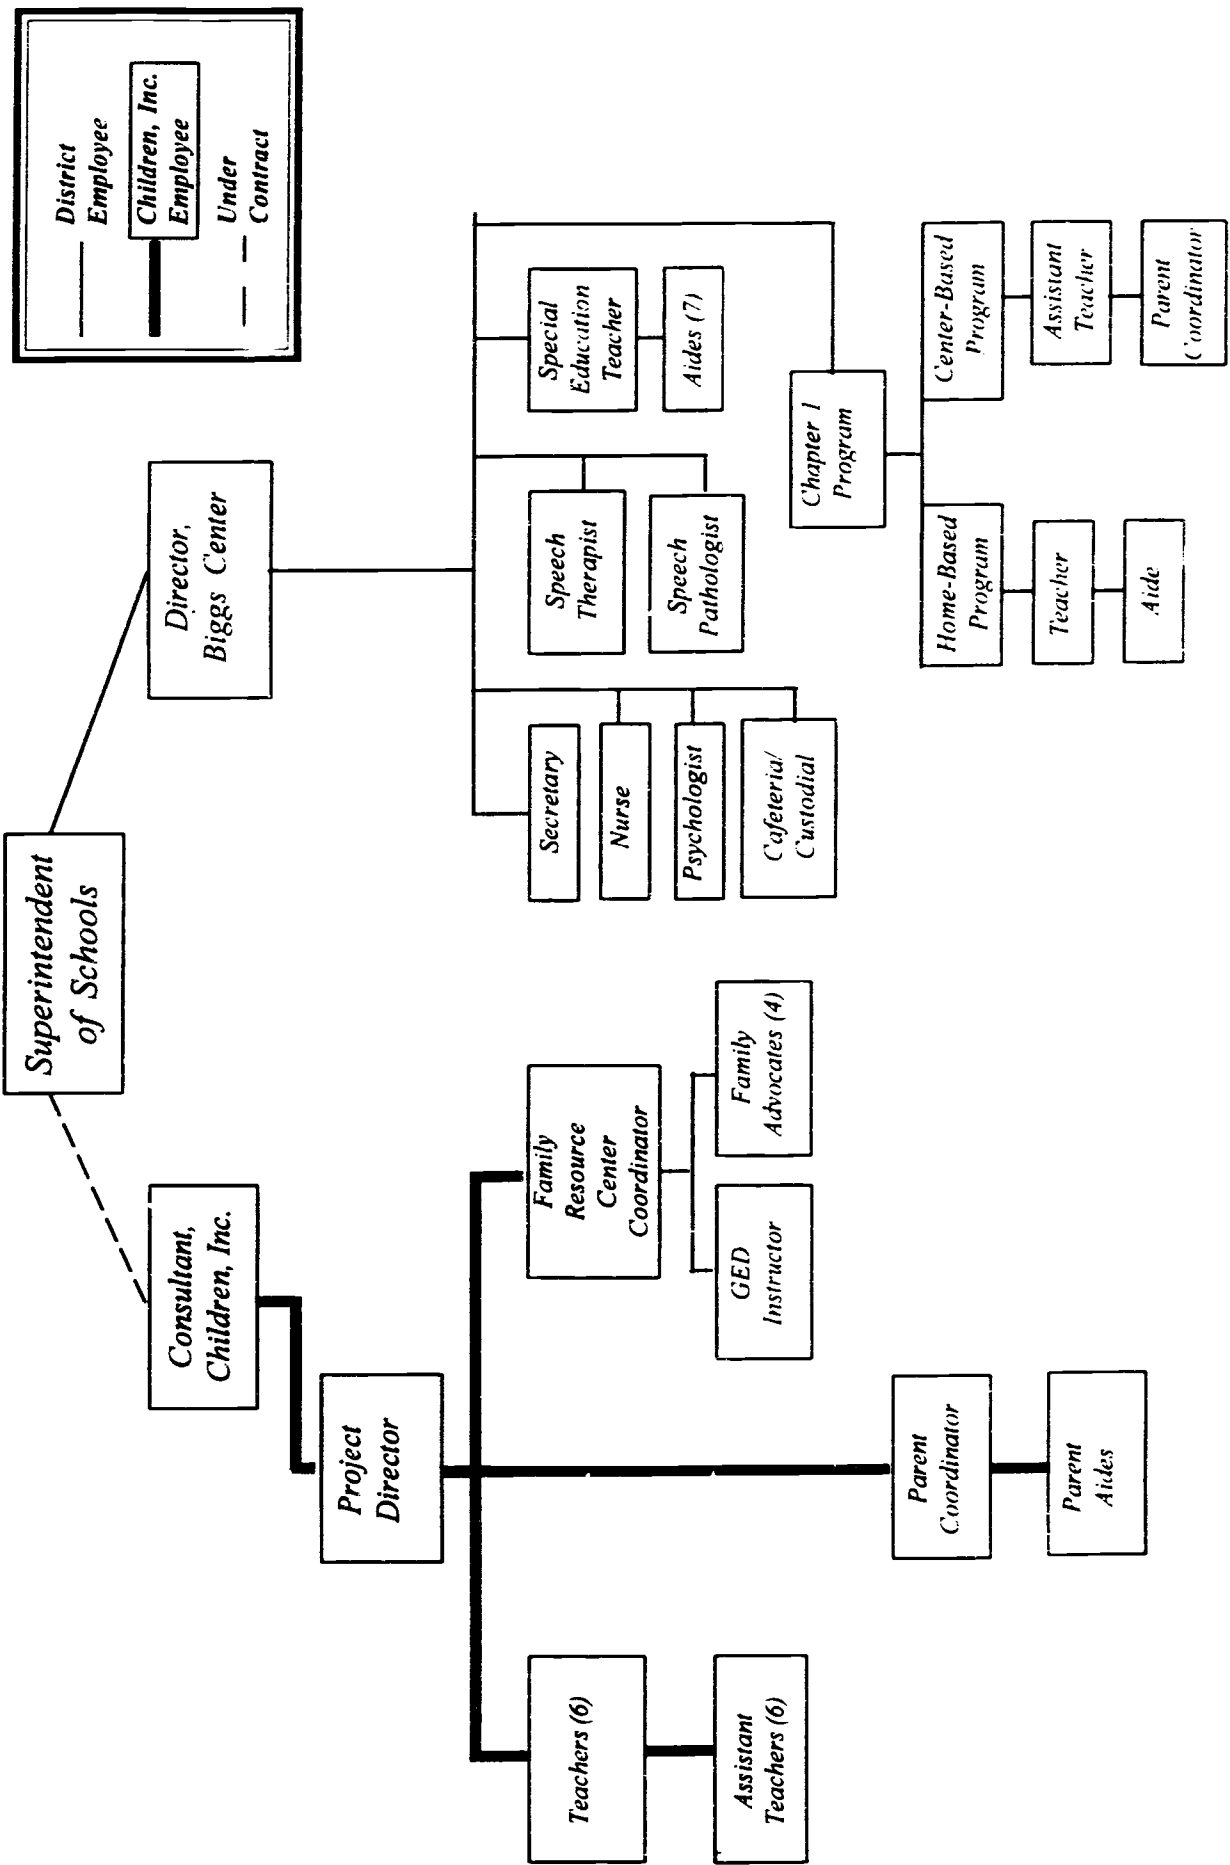 Superintendent
of Schools
District
Employee
Children, Inc.
Employee
Under
Contract
Consultant,
Children, Inc.
Director,
Biggs Center
Project
Director
Teachers (6)
Assistant
Teachers (6)
Parent
Coordinator
Parent
Aides
Family
Resource
Center
Coordinator
GED
Instructor
Family
Advocates (4)
Secretary
Nurse
Psychologist
Cafeteria/
Custodial
Speech
Therapist
Speech
Pathologist
Special
Education
Teacher
Aides (7)
Chapter 1
Program
Home-Based
Program
Teacher
Aide
Center-Based
Program
Assistant
Teacher
Parent
Coordinator